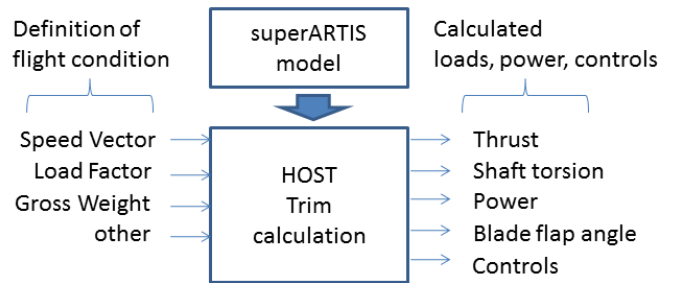 Definition of
flight condition
superARTIS
model
Calculated
loads, power, controls
Speed Vector
Load Factor
Gross Weight
other
HOST
Trim
calculation
Thrust
Shaft torsion
Power
Blade flap angle
Controls